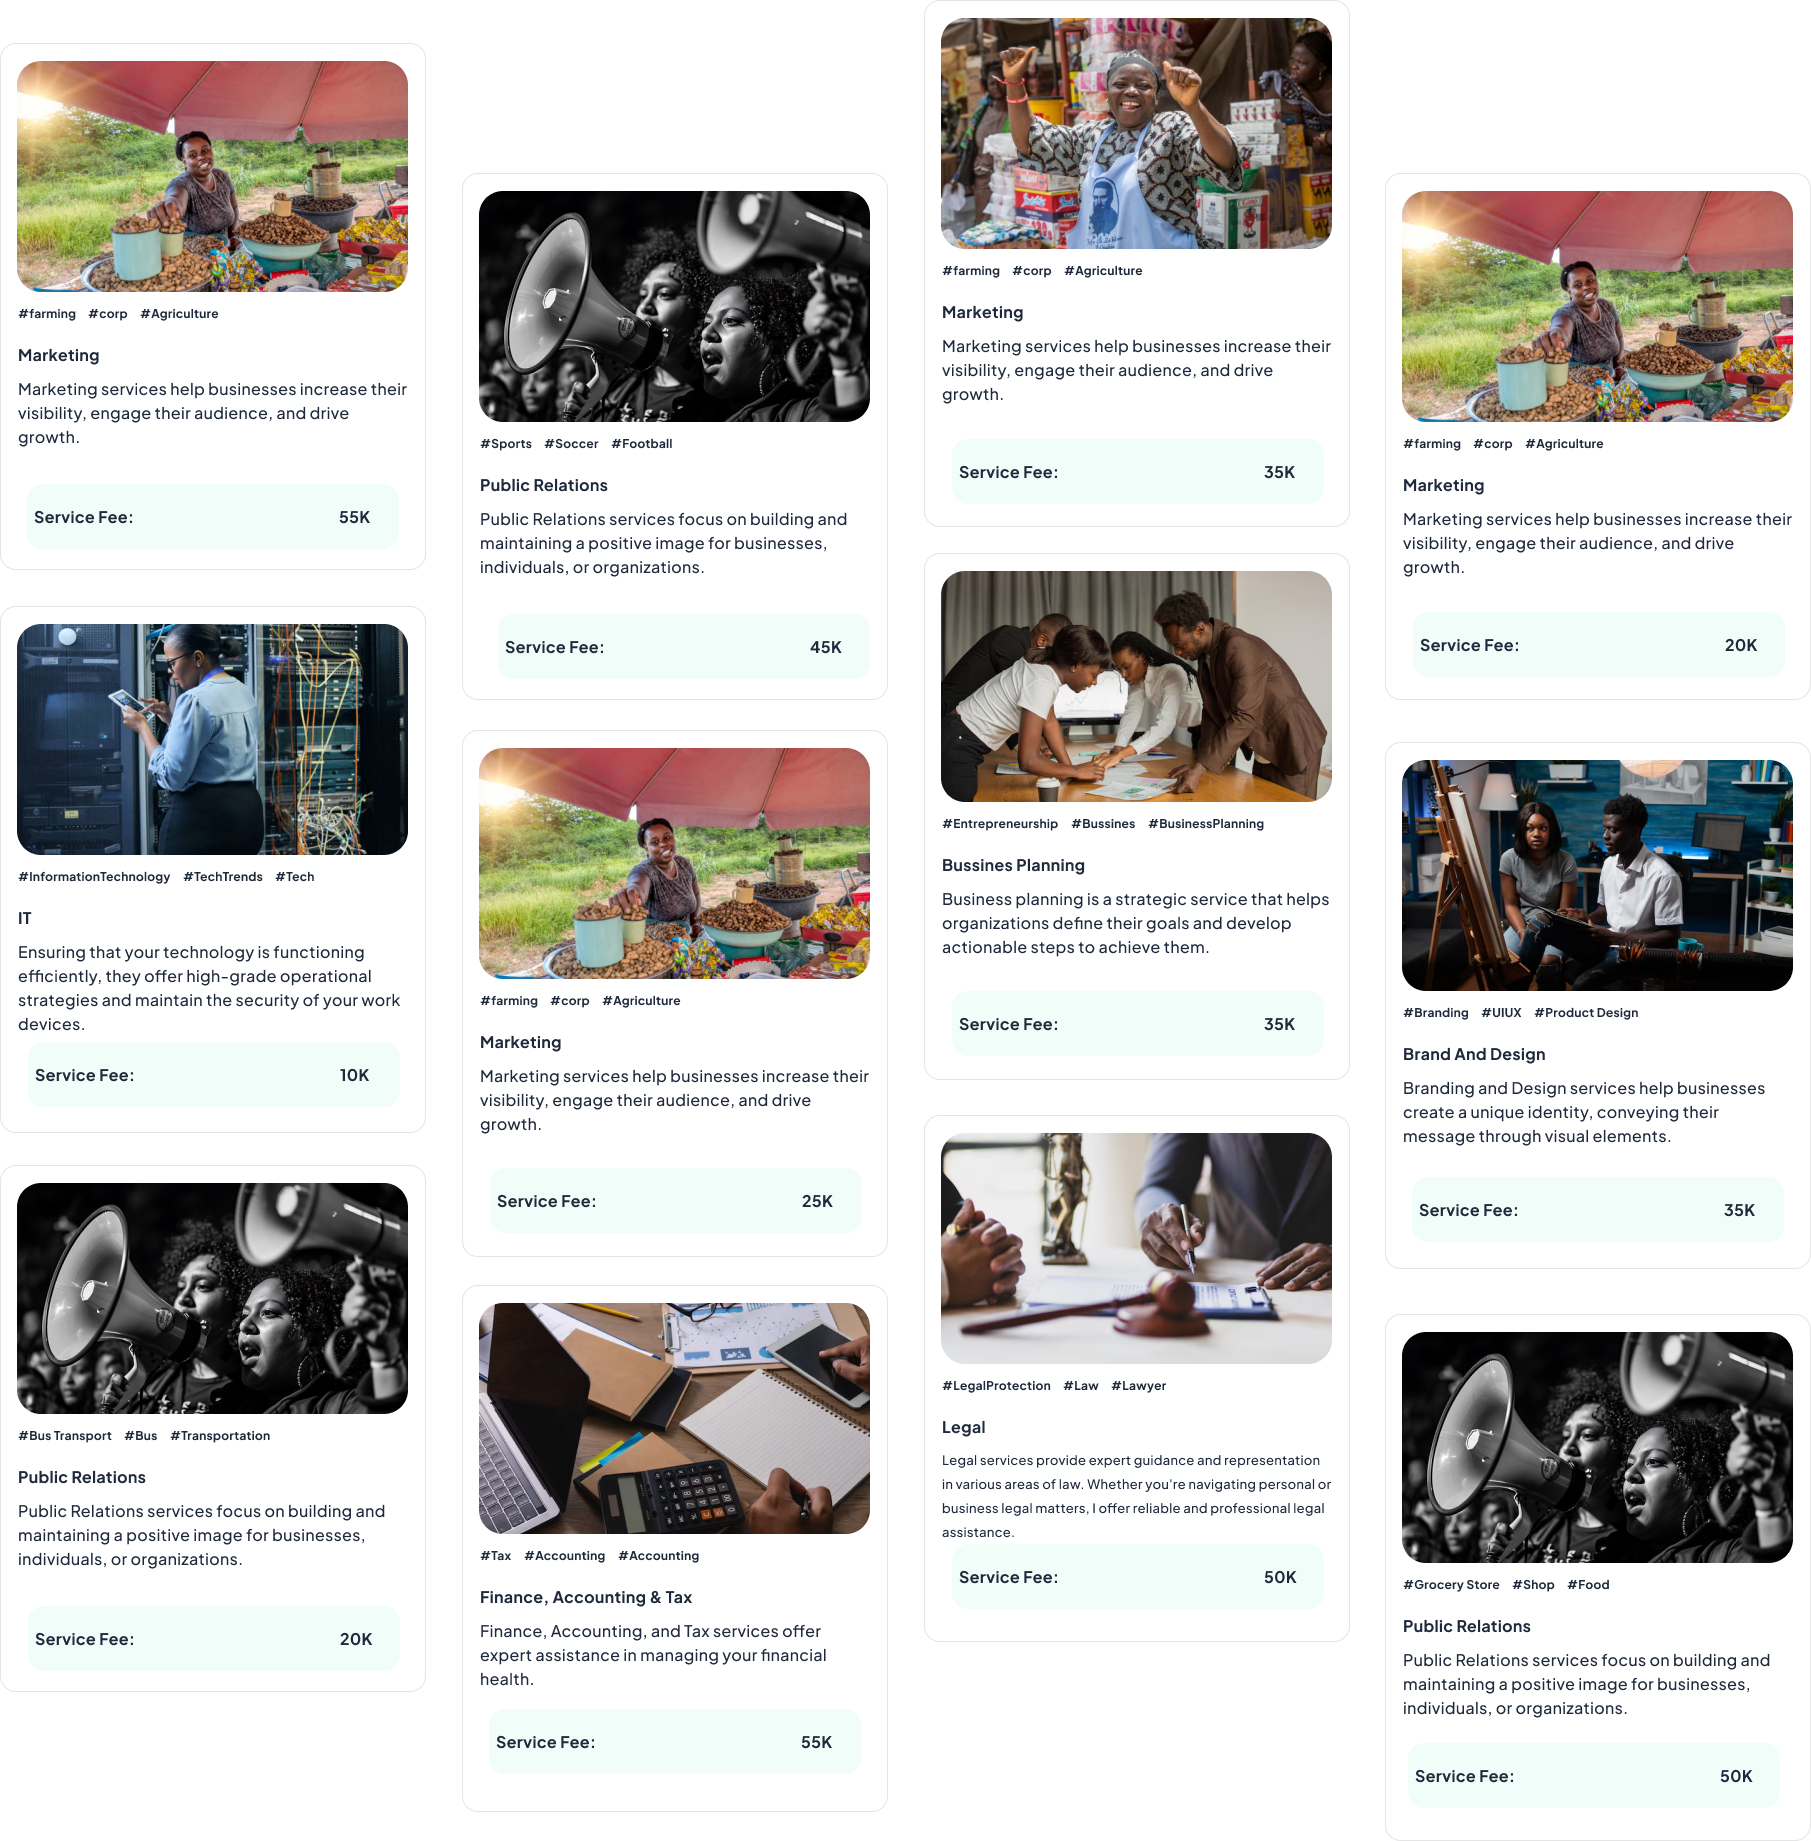 #farming #corp #Agriculture
Marketing
Marketing services help businesses increase their
visibility, engage their audience, and drive
growth.
Service Fee: 55K
#InformationTechnology #TechTrends #Tech
IT
Ensuring that your technology is functioning
efficiently, they offer high-grade operational
strategies and maintain the security of your work
devices.
Service Fee: 10K
#Bus Transport #Bus #Transportation
Public Relations
Public Relations services focus on building and
maintaining a positive image for businesses,
individuals, or organizations.
Service Fee: 20K
#Sports #Soccer #Football
Public Relations
Public Relations services focus on building and
maintaining a positive image for businesses,
individuals, or organizations.
Service Fee: 45K
#farming #corp #Agriculture
Marketing
Marketing services help businesses increase their
visibility, engage their audience, and drive
growth.
Service Fee: 25K
#Tax #Accounting #Accounting
Finance, Accounting & Tax
Finance, Accounting, and Tax services offer
expert assistance in managing your financial
health.
Service Fee: 55K
#farming #corp #Agriculture
Marketing
Marketing services help businesses increase their
visibility, engage their audience, and drive
growth.
Service Fee: 35K
#Entrepreneurship #Bussines #BusinessPlanning
Bussines Planning
Business planning is a strategic service that helps
organizations define their goals and develop
actionable steps to achieve them.
Service Fee: 35K
#LegalProtection #Law #Lawyer
Legal
Legal services provide expert guidance and representation
in various areas of law. Whether you're navigating personal or
business legal matters, I offer reliable and professional legal
assistance.
Service Fee: 50K
#farming #corp #Agriculture
Marketing
Marketing services help businesses increase their
visibility, engage their audience, and drive
growth.
Service Fee: 20K
#Branding #UIUX #Product Design
Brand And Design
Branding and Design services help businesses
create a unique identity, conveying their
message through visual elements.
Service Fee: 35K
#Grocery Store #Shop #Food
Public Relations
Public Relations services focus on building and
maintaining a positive image for businesses,
individuals, or organizations.
Service Fee: 50K